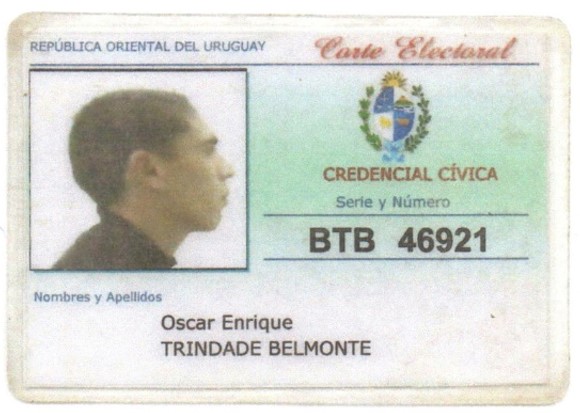 REPÚBLICA ORIENTAL DEL URUGUAY
Corte Electoral
CREDENCIAL CÍVICA
Serie y Número
BTB 46921
Nombres y Apellidos
Oscar Enrique
TRINDADE BELMONTE